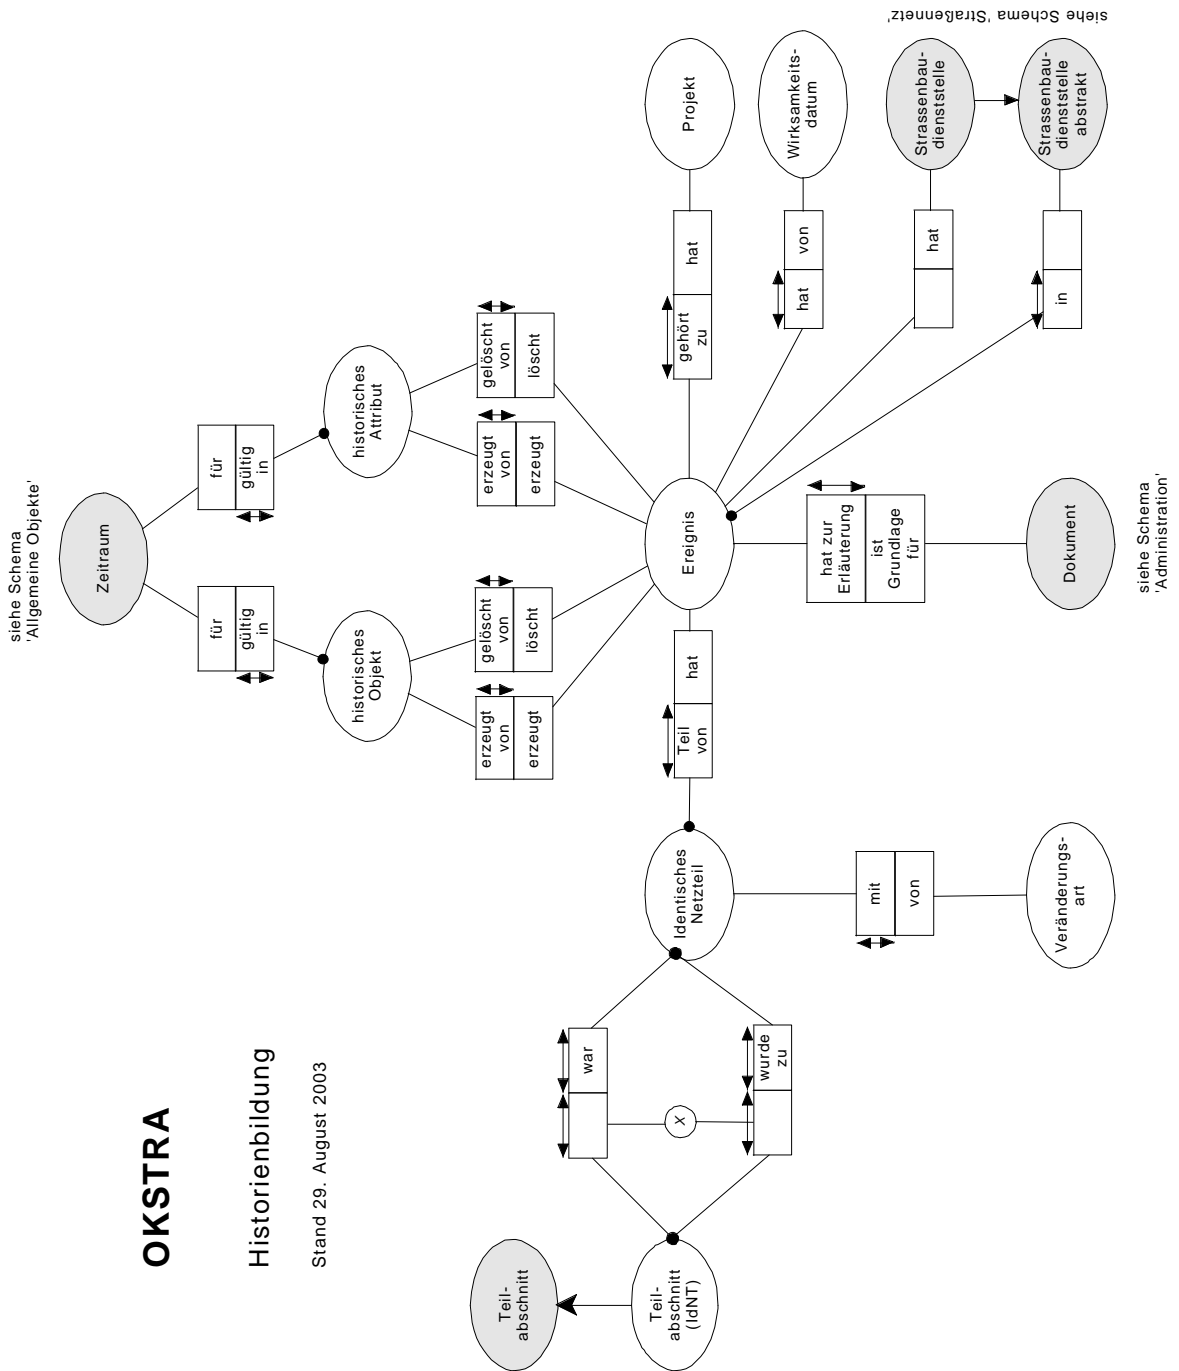 OKSTRA
Historienbildung
Stand 29. August 2003
siehe Schema
'Allgemeine Objekte'
Zeitraum
für
gültig
in
für
gültig
in
historisches
Objekt
historisches
Attribut
erzeugt
von
erzeugt
gelöscht
von
löscht
erzeugt
von
erzeugt
gelöscht
von
löscht
Teil-
abschnitt
Teil-
abschnitt
(IdNT)
war
X
wurde
zu
Identisches
Netzteil
Teil
von
hat
Ereignis
gehört
zu
hat
Projekt
hat
von
Wirksamkeits-
datum
hat
Strassenbau-
dienststelle
in
Strassenbau-
dienststelle
abstrakt
siehe Schema 'Straßennetz'
mit
von
Veränderungs-
art
hat zur
Erläuterung
ist
Grundlage
für
Dokument
siehe Schema
'Administration'